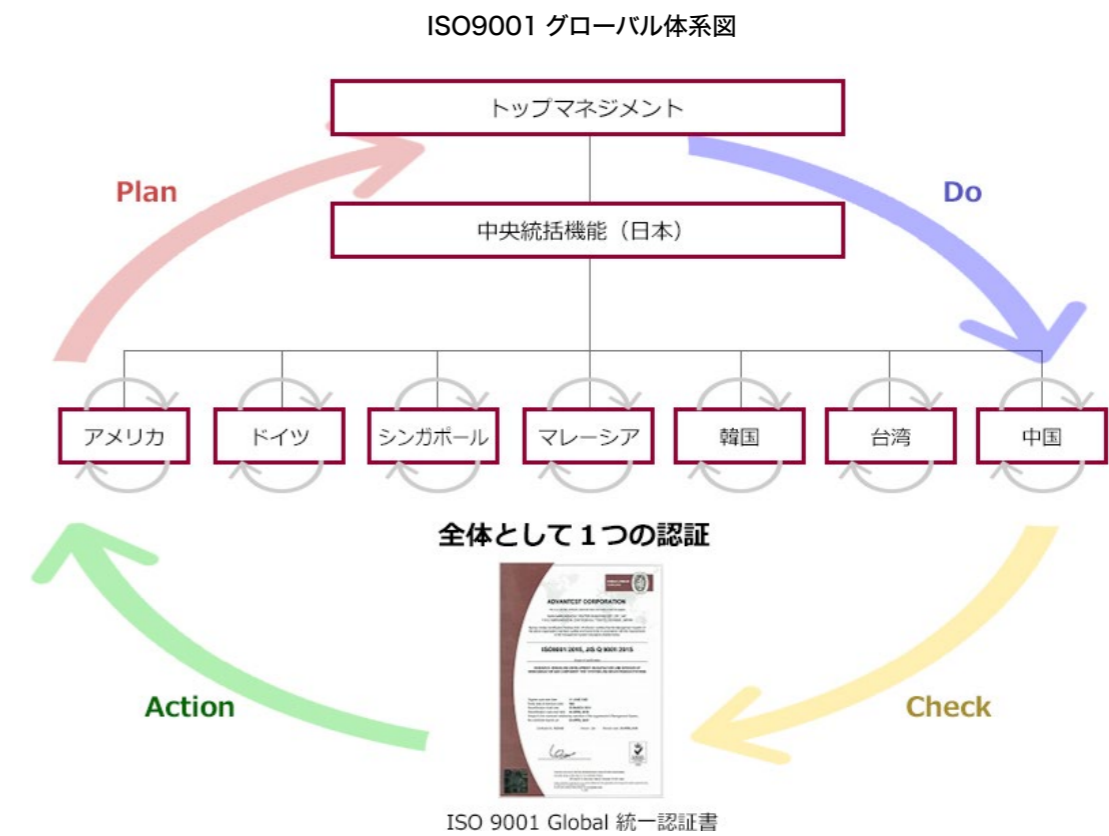 ISO9001 グローバル体系図
トップマネジメント
Plan
Do
中央統括機能（日本）
アメリカ
ドイツ
シンガポール
マレーシア
韓国
台湾
中国
全体として１つの認証
ADVANTEST CORPORATION
ISO9001:2015, JIS Q 9001:2015
Action
Check
ISO 9001 Global 統一認証書